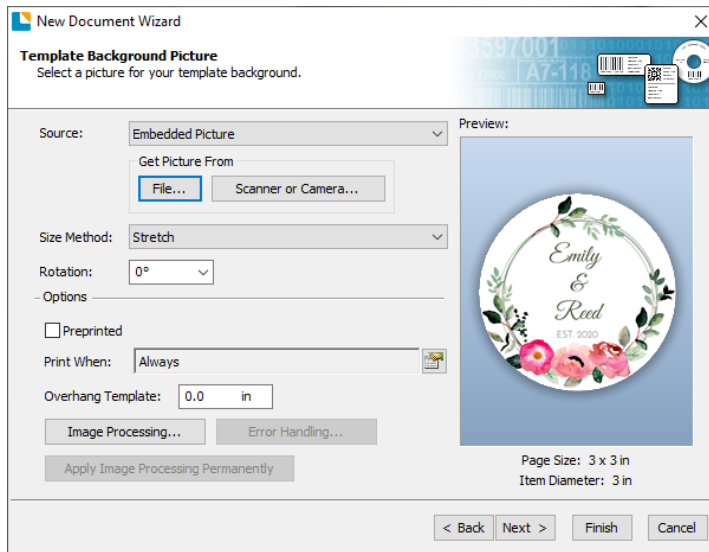 New Document Wizard
Template Background Picture
Select a picture for your template background.
3597001
A7-118
Source:
Embedded Picture
Get Picture From
File...
Scanner or Camera...
Size Method:
Stretch
Rotation:
0°
Options
Preprinted
Print When:
Always
Overhang Template:
0.0 in
Image Processing...
Error Handling...
Apply Image Processing Permanently
Preview:
Emily
&
Reed
EST. 2020
Page Size: 3 x 3 in
Item Diameter: 3 in
< Back
Next >
Finish
Cancel